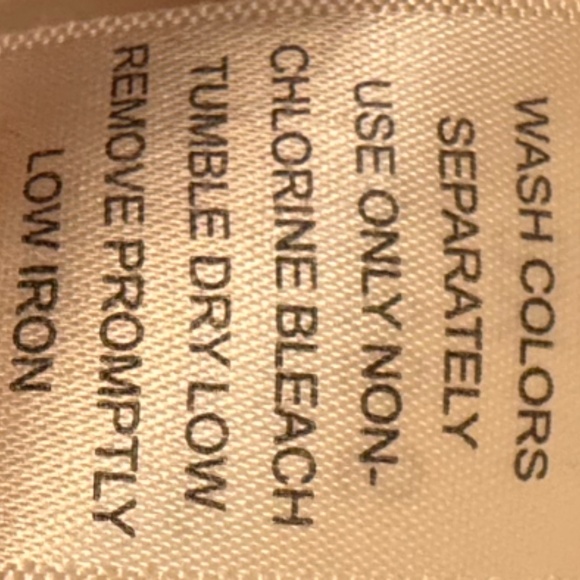 WASH COLORS
SEPARATELY
USE ONLY NON-
CHLORINE BLEACH
TUMBLE DRY LOW
REMOVE PROMPTLY
LOW IRON